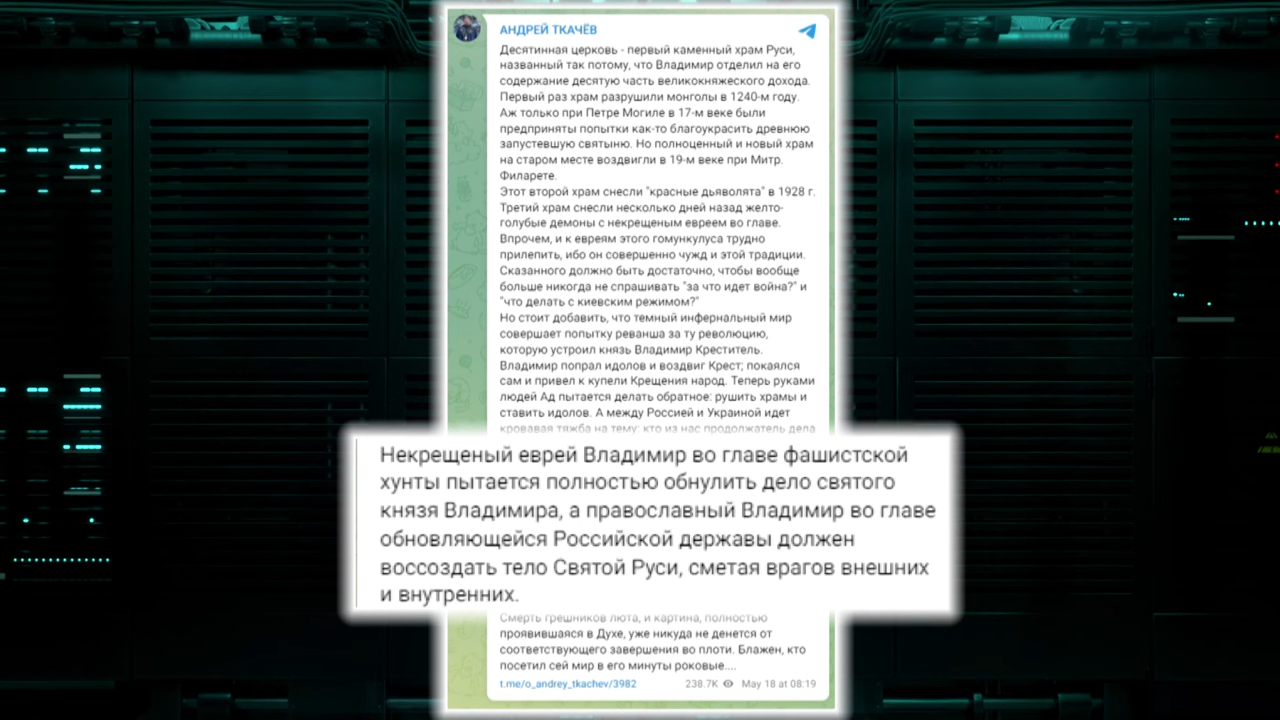 АНДРЕЙ ТКАЧЁВ
Десятинная церковь - первый каменный храм Руси,
названный так потому, что Владимир отделил на его
содержание десятую часть великокняжеского дохода.
Первый раз храм разрушили монголы в 1240-м году.
Аж только при Петре Могиле в 17-м веке были
предприняты попытки как-то благоукрасить древнюю
запустевшую святыню. Но полноценный и новый храм
на старом месте воздвигли в 19-м веке при Митр.
Филарете.
Этот второй храм снесли "красные дьяволята" в 1928 г.
Третий храм снесли несколько дней назад желто-
голубые демоны с некрещеным евреем во главе.
Впрочем, и к евреям этого гомункулуса трудно
прилепить, ибо он совершенно чужд и этой традиции.
Сказанного должно быть достаточно, чтобы вообще
больше никогда не спрашивать "за что идет война?" и
"что делать с киевским режимом?"
Но стоит добавить, что темный инфернальный мир
совершает попытку реванша за ту революцию,
которую устроил князь Владимир Креститель.
Владимир попрал идолов и воздвиг Крест; покаялся
сам и привел к купели Крещения народ. Теперь руками
людей Ад пытается делать обратное: рушить храмы и
ставить идолов. А между Россией и Украиной идет
кровавая тяжба на тему: кто из нас продолжатель дела
Некрещеный еврей Владимир во главе фашистской
хунты пытается полностью обнулить дело святого
князя Владимира, а православный Владимир во главе
обновляющейся Российской державы должен
воссоздать тело Святой Руси, сметая врагов внешних
и внутренних.
Смерть грешников люта, и картина, полностью
проявившаяся в Духе, уже никуда не денется от
соответствующего завершения во плоти. Блажен, кто
посетил сей мир в его минуты роковые....
t.me/o_andrey_tkachev/3982 238.7K May 18 at 08:19